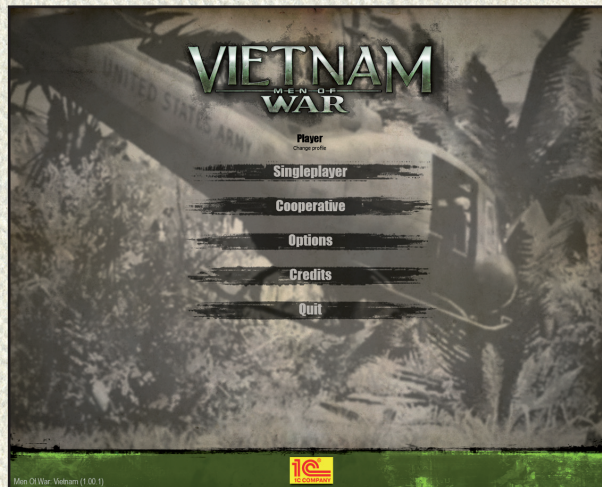 UNITED STATES ARMY
VIETNAM
MEN OF
WAR
Player
Change profile
Singleplayer
Cooperative
Options
Credits
Quit
1C
1C COMPANY
Men Of War: Vietnam (1.00.1)